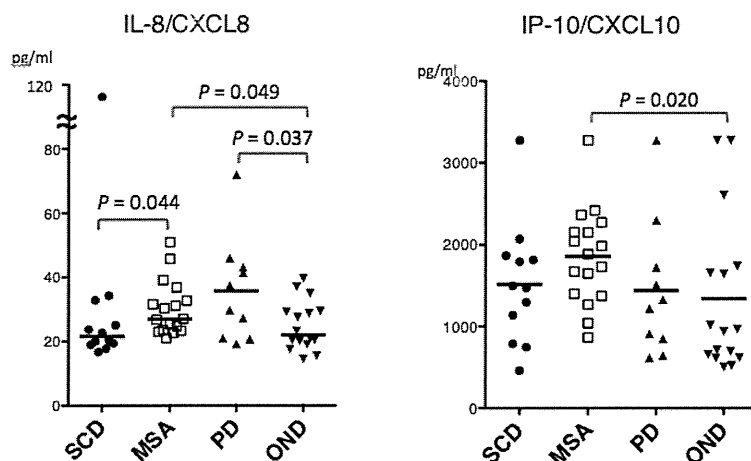 IL-8/CXCL8
pg/ml
120
80
60
40
20
0
P = 0.049
P = 0.037
P = 0.044
SCD
MSA
PD
OND
IP-10/CXCL10
pg/ml
4000
3000
2000
1000
0
P = 0.020
SCD
MSA
PD
OND